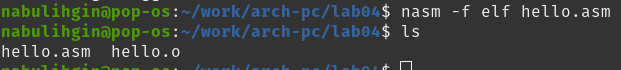 nabulihgin@pop-os:~/work/arch-pc/lab04$ nasm -f elf hello.asm
nabulihgin@pop-os:~/work/arch-pc/lab04$ ls
hello.asm  hello.o
nabulihgin@pop-os:~/work/arch-pc/lab04$